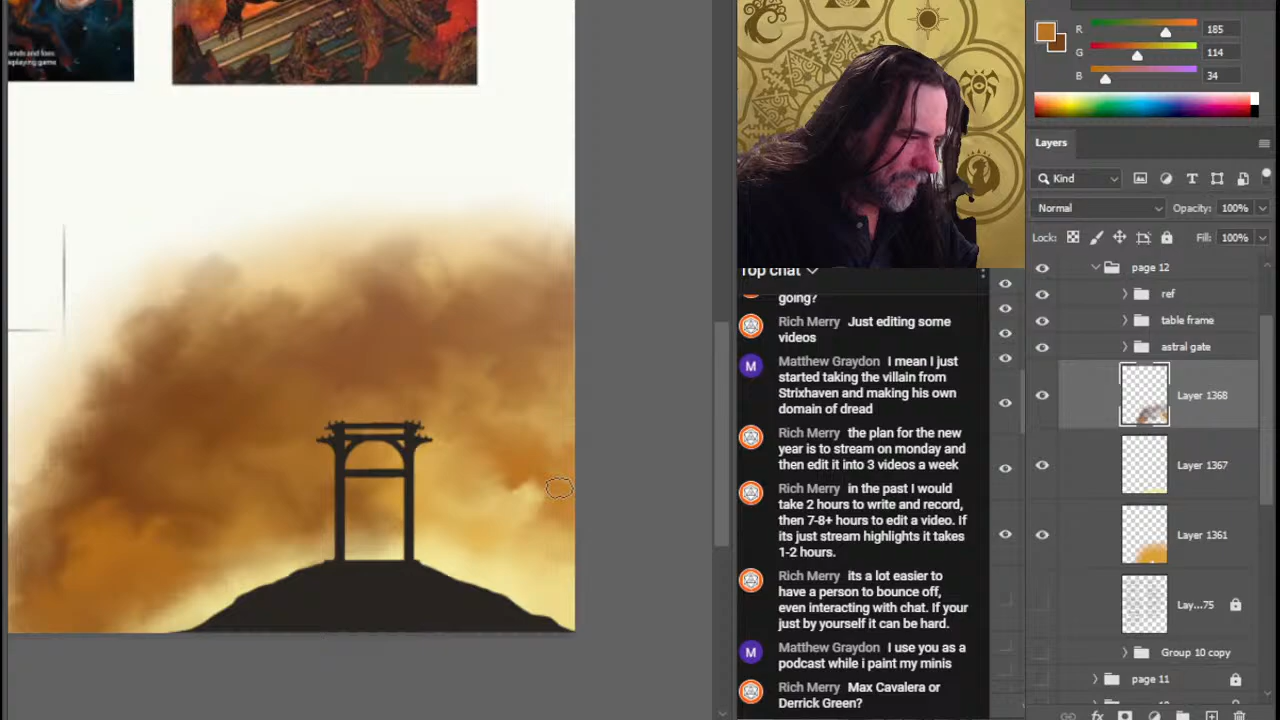 R 185
G 114
B 34
Layers
Kind
Normal Opacity: 100%
Lock: Fill: 100%
page 12
ref
table frame
astral gate
Layer 1368
Layer 1367
Layer 1361
Lay...75
Group 10 copy
page 11
Top chat
going?
Rich Merry Just editing some
videos
Matthew Graydon I mean I just
started taking the villain from
Strixhaven and making his own
domain of dread
Rich Merry the plan for the new
year is to stream on monday and
then edit it into 3 videos a week
Rich Merry in the past I would
take 2 hours to write and record,
then 7-8+ hours to edit a video. If
its just stream highlights it takes
1-2 hours.
Rich Merry its a lot easier to
have a person to bounce off,
even interacting with chat. If your
just by yourself it can be hard.
Matthew Graydon I use you as a
podcast while i paint my minis
Rich Merry Max Cavalera or
Derrick Green?